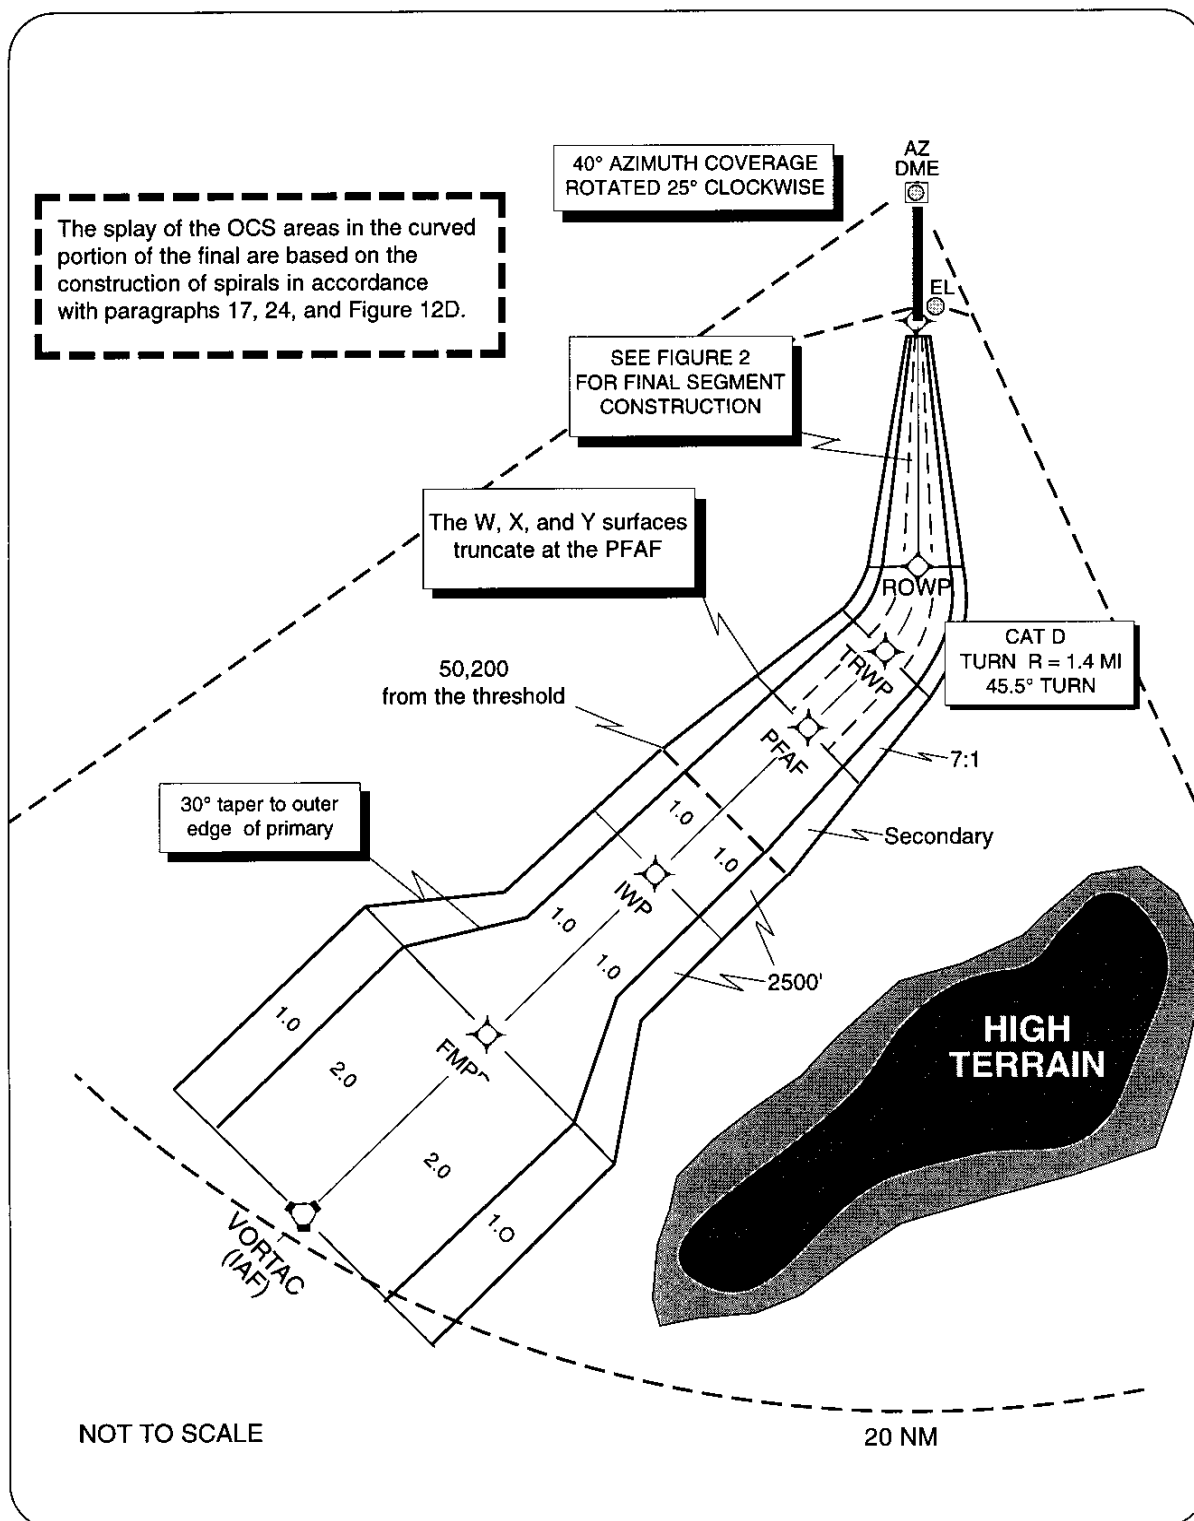 AZ
DME
40° AZIMUTH COVERAGE
ROTATED 25° CLOCKWISE
The splay of the OCS areas in the curved
portion of the final are based on the
construction of spirals in accordance
with paragraphs 17, 24, and Figure 12D.
EL
SEE FIGURE 2
FOR FINAL SEGMENT
CONSTRUCTION
The W, X, and Y surfaces
truncate at the PFAF
ROWP
CAT D
TURN R = 1.4 MI
45.5° TURN
TRWP
50,200
from the threshold
PFAF
7:1
30° taper to outer
edge of primary
1.0
1.0
Secondary
IWP
1.0
1.0
2500'
1.0
2.0
HIGH
TERRAIN
2.0
1.O
VORTAC
(IAF)
NOT TO SCALE
20 NM